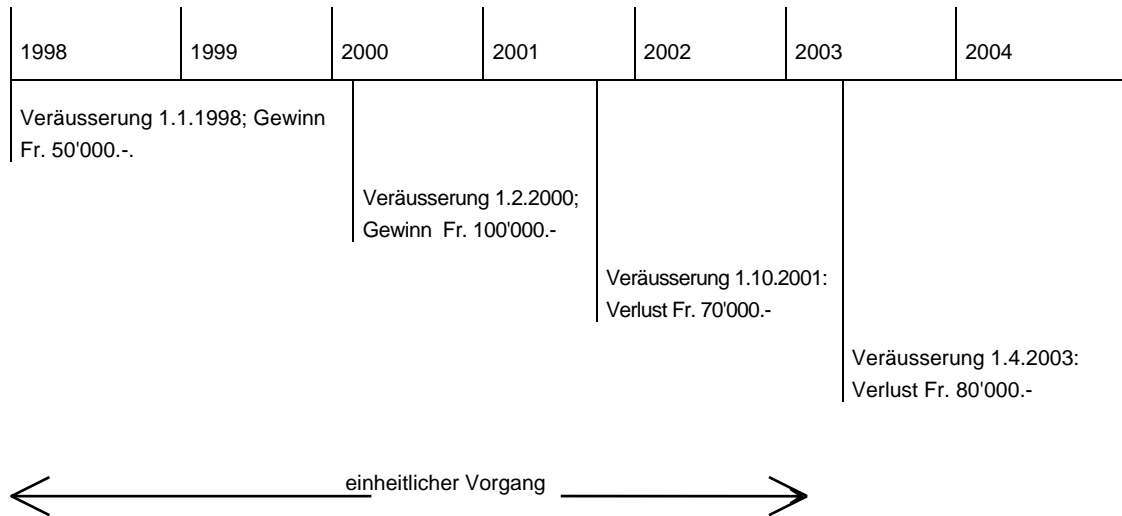 1998 1999 2000 2001 2002 2003 2004
Veräusserung 1.1.1998; Gewinn
Fr. 50'000.-.
Veräusserung 1.2.2000;
Gewinn Fr. 100'000.-
Veräusserung 1.10.2001:
Verlust Fr. 70'000.-
Veräusserung 1.4.2003:
Verlust Fr. 80'000.-
einheitlicher Vorgang